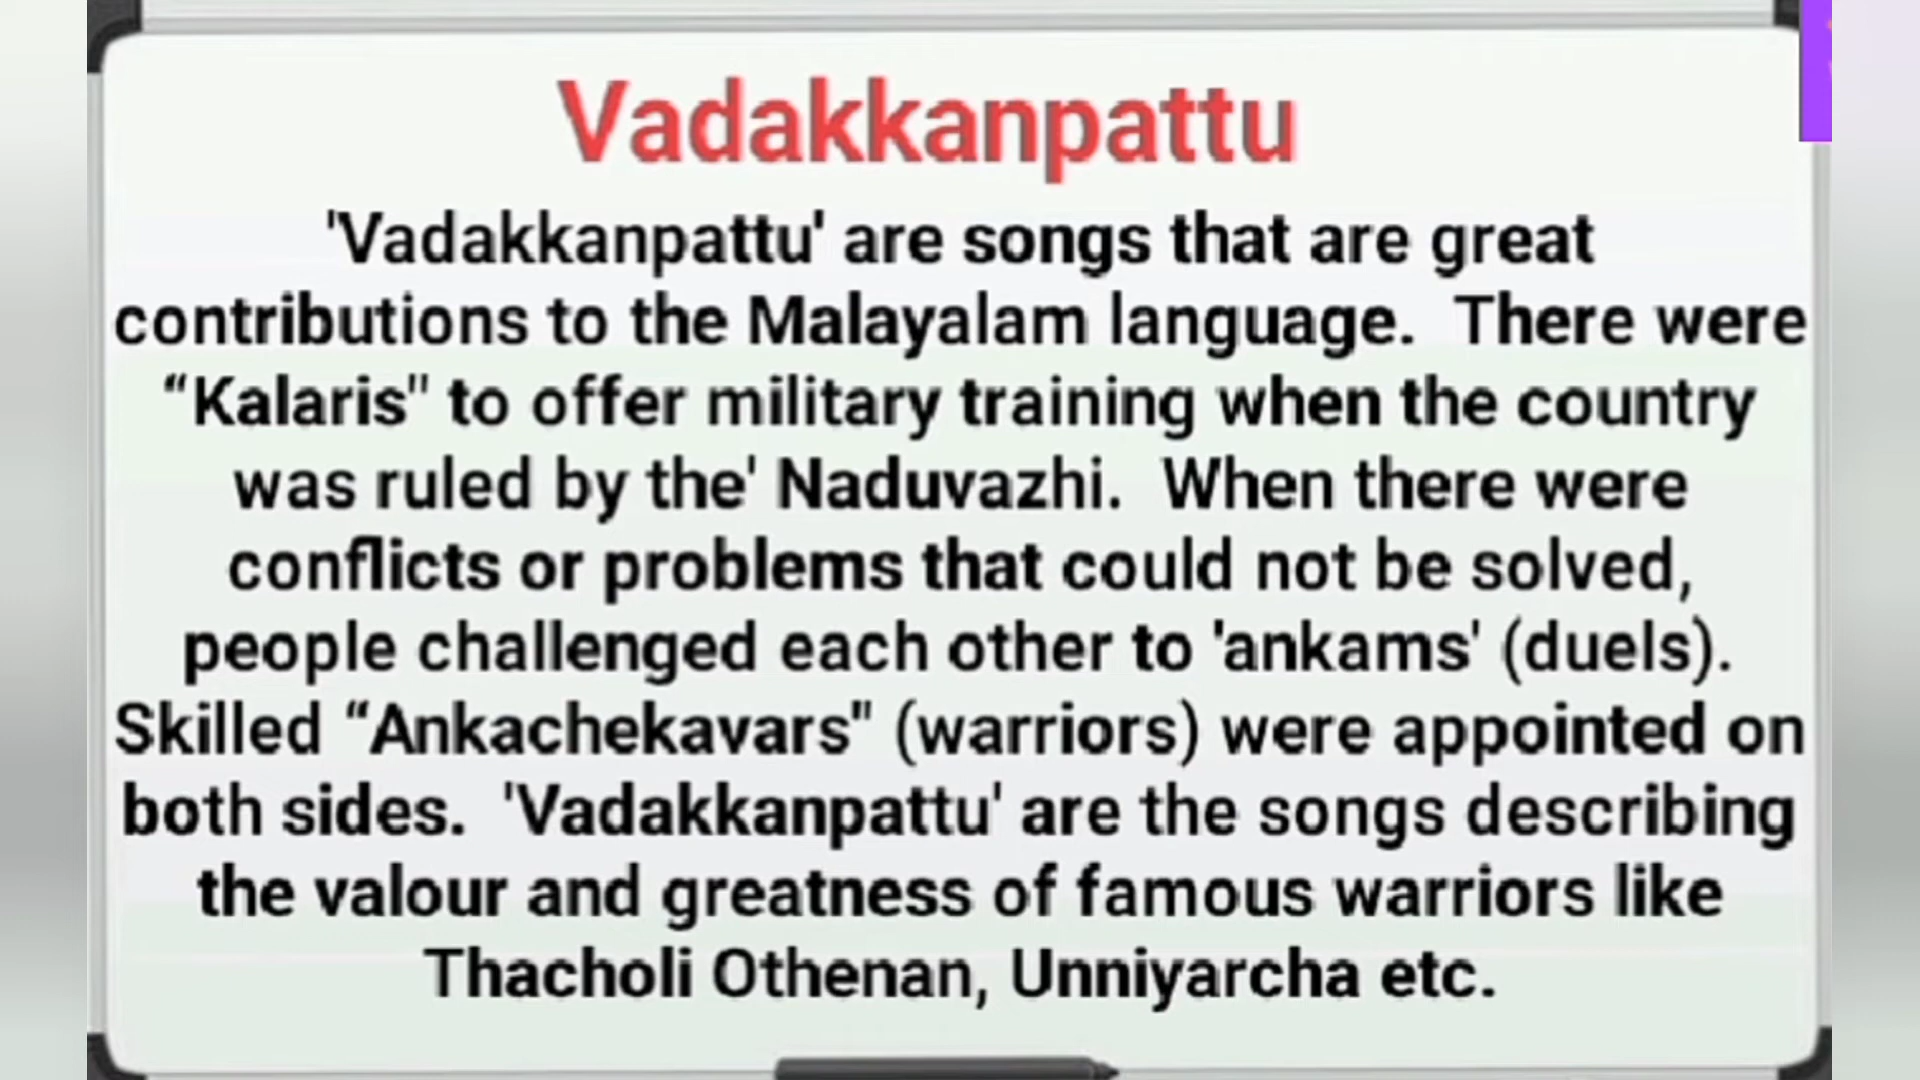 Vadakkanpattu
'Vadakkanpattu' are songs that are great
contributions to the Malayalam language.  There were
“Kalaris" to offer military training when the country
was ruled by the' Naduvazhi.  When there were
conflicts or problems that could not be solved,
people challenged each other to 'ankams' (duels).
Skilled “Ankachekavars" (warriors) were appointed on
both sides.  'Vadakkanpattu' are the songs describing
the valour and greatness of famous warriors like
Thacholi Othenan, Unniyarcha etc.